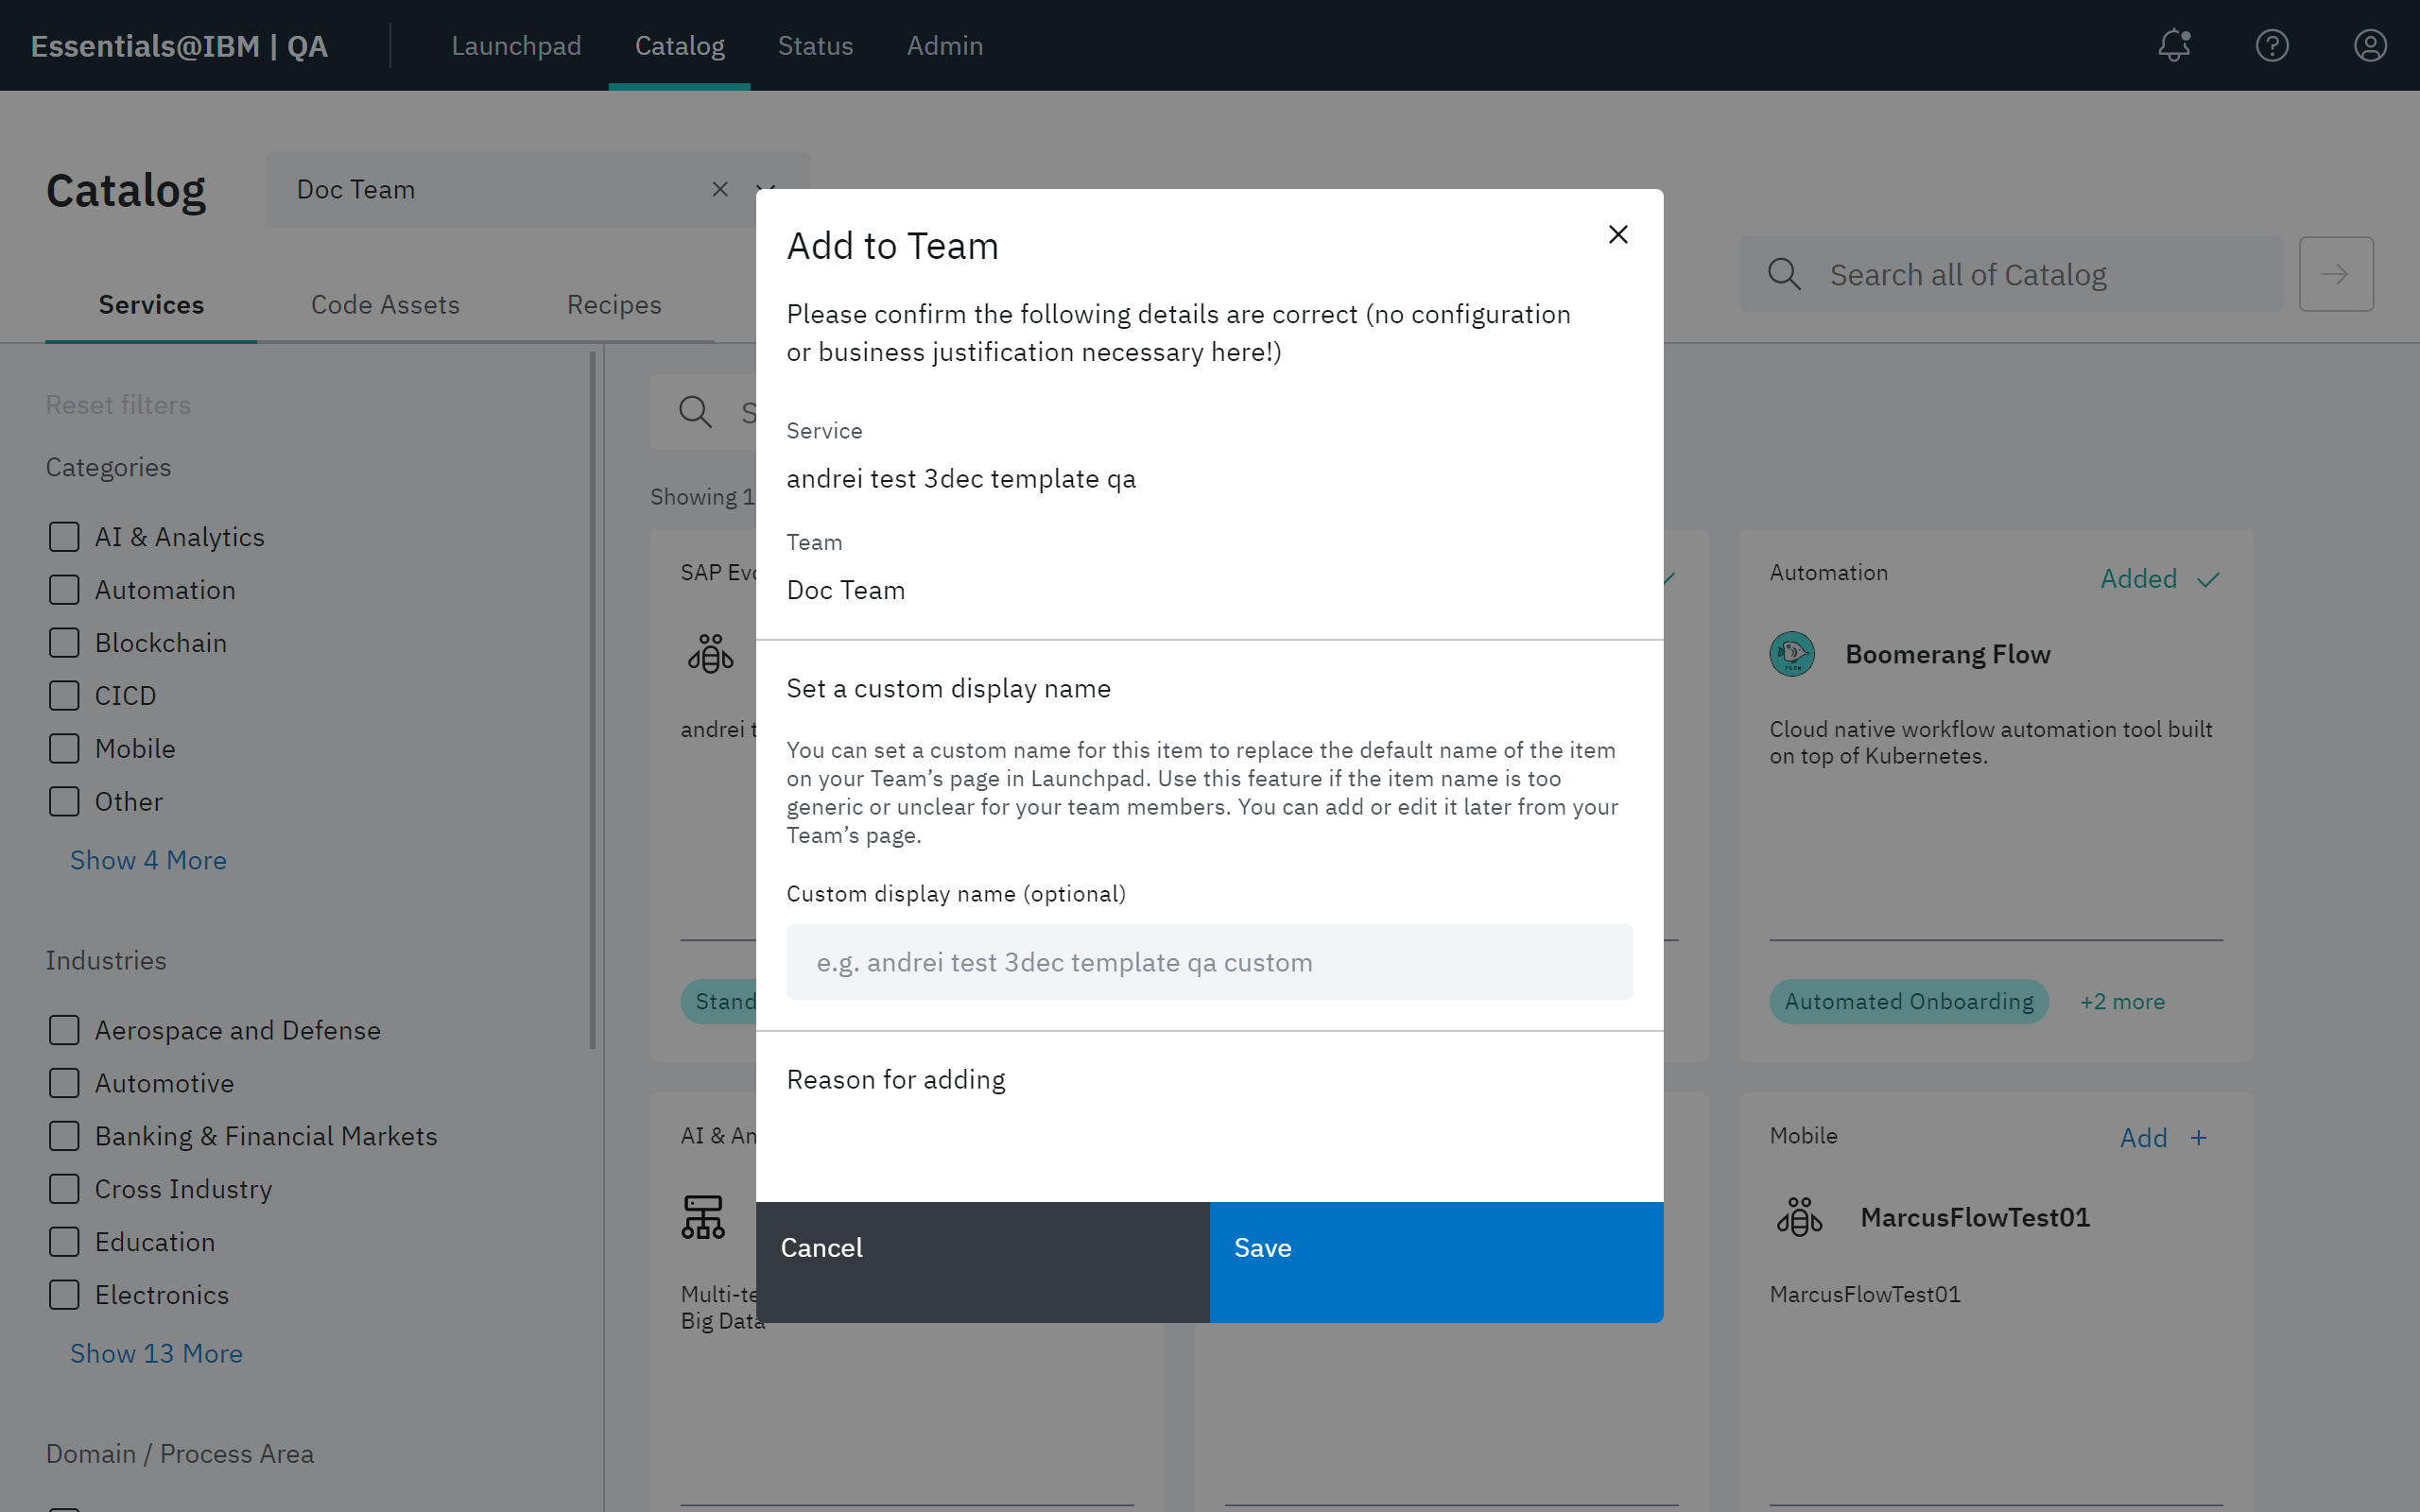 Essentials@IBM | QA
Launchpad
Catalog
Status
Admin
Catalog
Doc Team
Services
Code Assets
Recipes
Search all of Catalog
Reset filters
Categories
AI & Analytics
Automation
Blockchain
CICD
Mobile
Other
Show 4 More
Industries
Aerospace and Defense
Automotive
Banking & Financial Markets
Cross Industry
Education
Electronics
Show 13 More
Domain / Process Area
Showing 1
SAP Evo
andrei t
Stand
AI & An
Multi-te
Big Data
Add to Team
Please confirm the following details are correct (no configuration
or business justification necessary here!)
Service
andrei test 3dec template qa
Team
Doc Team
Set a custom display name
You can set a custom name for this item to replace the default name of the item
on your Team’s page in Launchpad. Use this feature if the item name is too
generic or unclear for your team members. You can add or edit it later from your
Team’s page.
Custom display name (optional)
e.g. andrei test 3dec template qa custom
Reason for adding
Cancel
Save
Automation
Added
Boomerang Flow
Cloud native workflow automation tool built
on top of Kubernetes.
Automated Onboarding
+2 more
Mobile
Add +
MarcusFlowTest01
MarcusFlowTest01